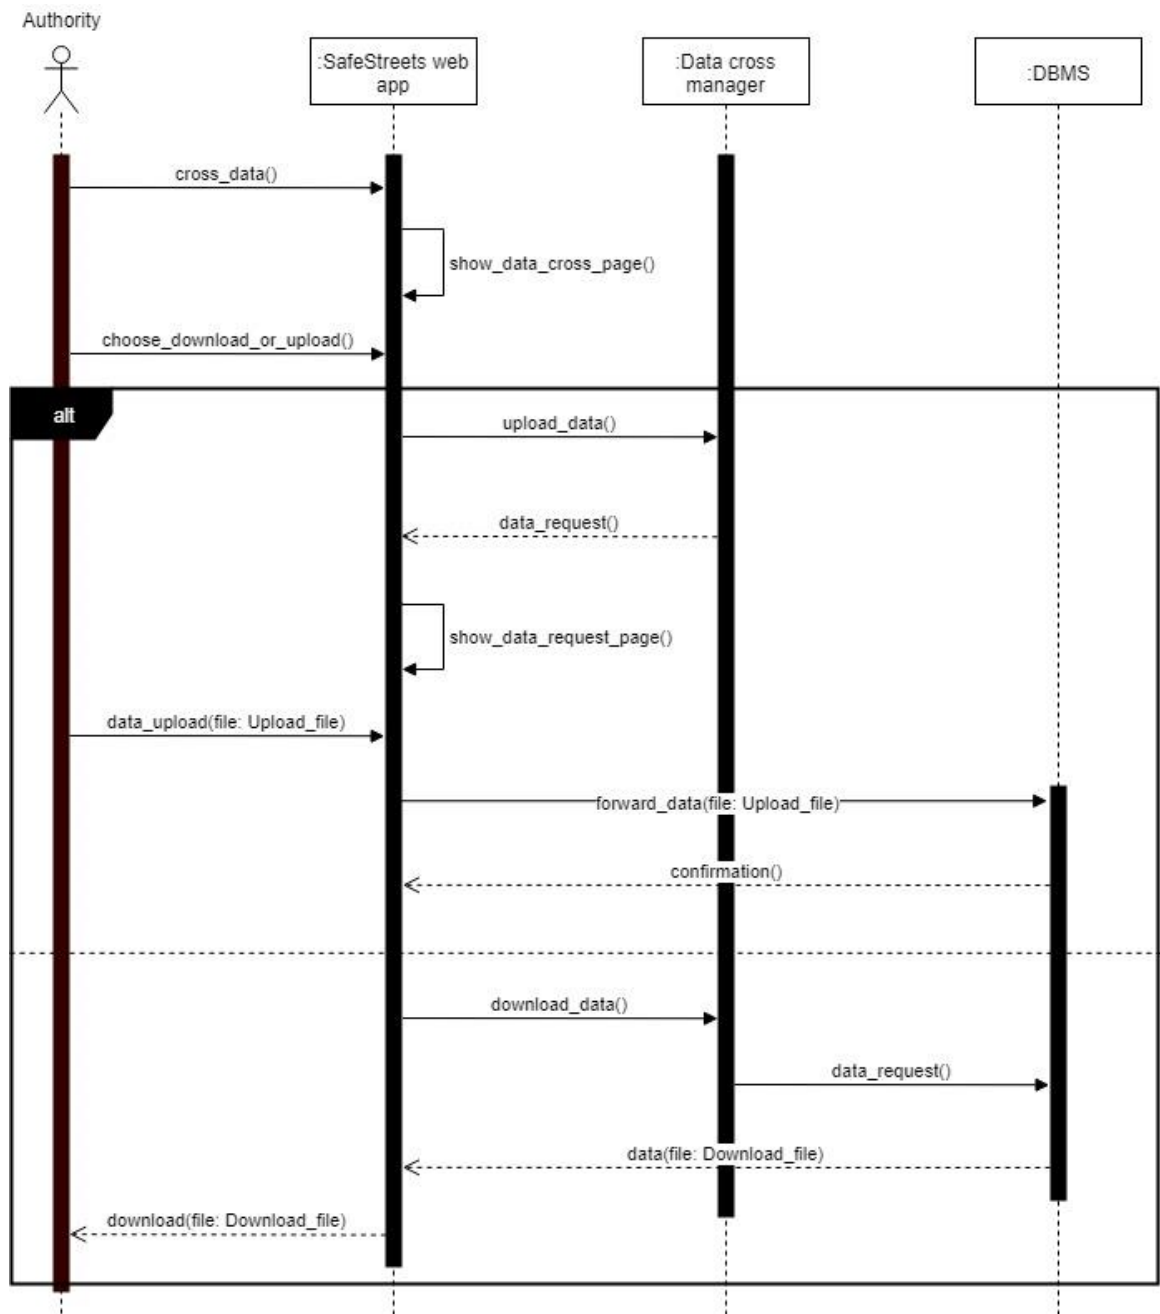 Authority
:SafeStreets web
app
:Data cross
manager
:DBMS
cross_data()
show_data_cross_page()
choose_download_or_upload()
alt
upload_data()
data_request()
show_data_request_page()
data_upload(file: Upload_file)
forward_data(file: Upload_file)
confirmation()
download_data()
data_request()
data(file: Download_file)
download(file: Download_file)